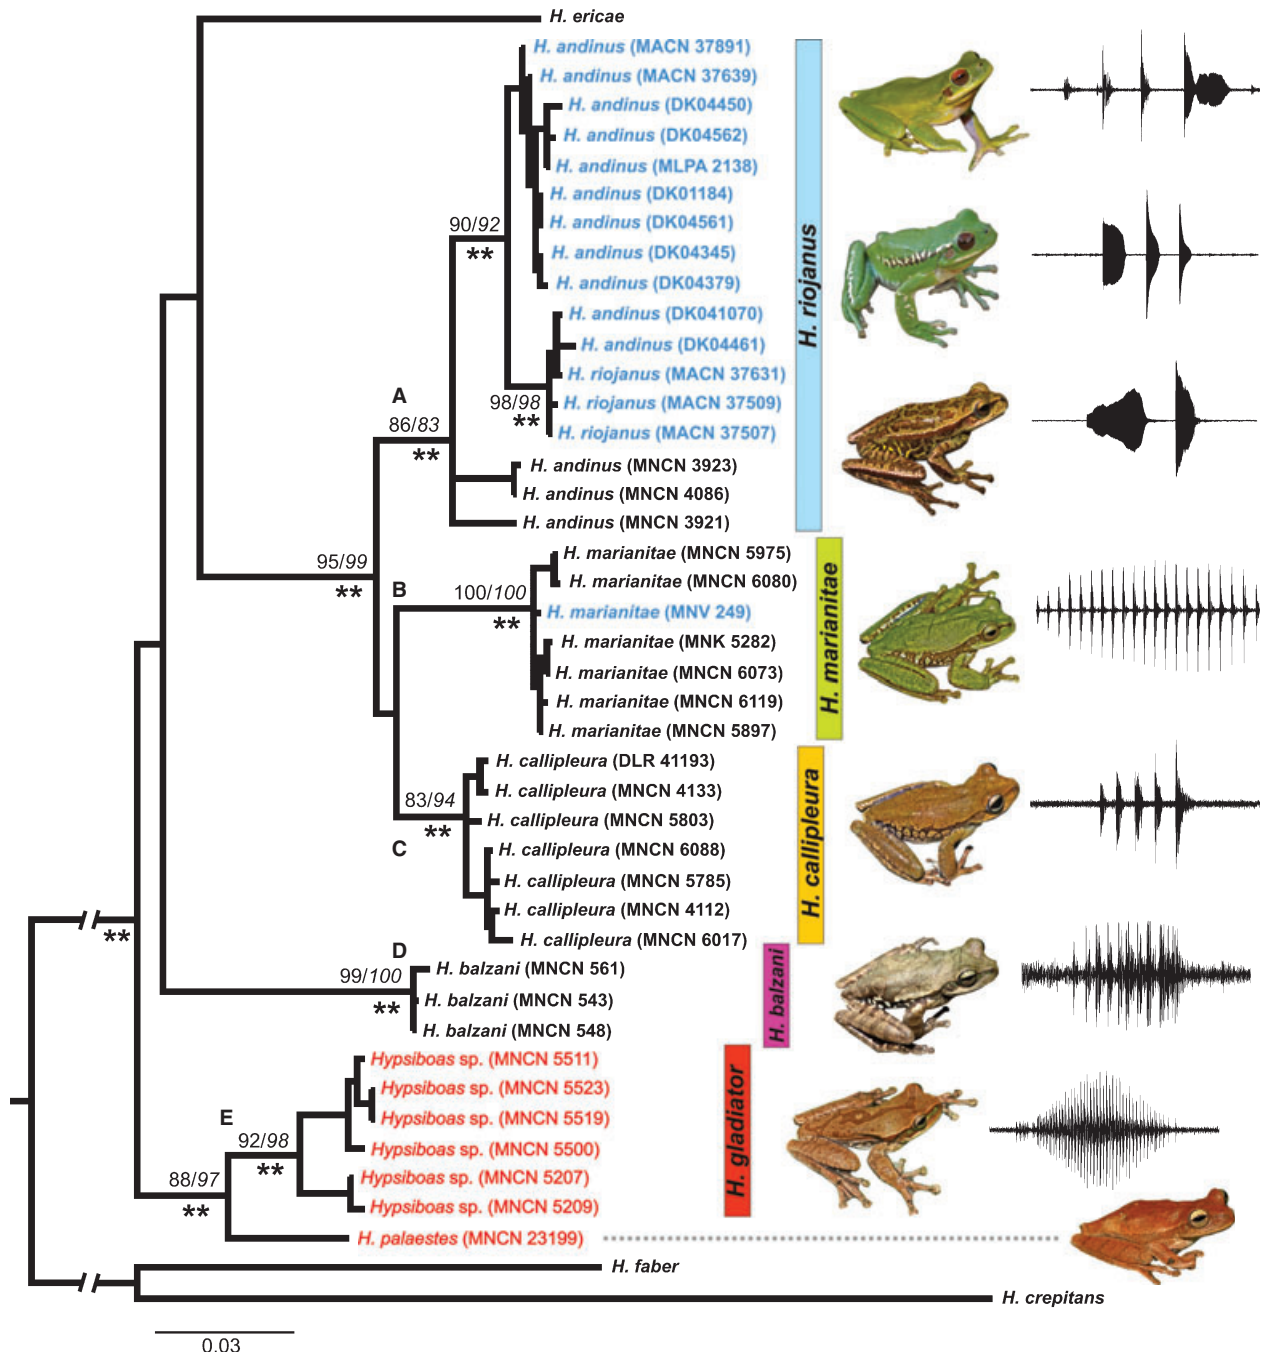 H. ericae
H. andinus (MACN 37891)
H. andinus (MACN 37639)
H. andinus (DK04450)
H. andinus (DK04562)
H. andinus (MLPA 2138)
H. andinus (DK01184)
90/92
H. andinus (DK04561)
**
H. andinus (DK04345)
H. andinus (DK04379)
H. riojanus
H. andinus (DK041070)
H. andinus (DK04461)
H. riojanus (MACN 37631)
A
98/98
H. riojanus (MACN 37509)
86/83
**
H. riojanus (MACN 37507)
**
H. andinus (MNCN 3923)
H. andinus (MNCN 4086)
H. andinus (MNCN 3921)
95/99
**
H. marianitae (MNCN 5975)
B
100/100
H. marianitae (MNCN 6080)
**
H. marianitae (MNV 249)
H. marianitae (MNK 5282)
H. marianitae
H. marianitae (MNCN 6073)
H. marianitae (MNCN 6119)
H. marianitae (MNCN 5897)
H. callipleura (DLR 41193)
H. callipleura (MNCN 4133)
83/94
**
H. callipleura (MNCN 5803)
C
H. callipleura (MNCN 6088)
H. callipleura
H. callipleura (MNCN 5785)
H. callipleura (MNCN 4112)
**
H. callipleura (MNCN 6017)
D
99/100
H. balzani (MNCN 561)
**
H. balzani (MNCN 543)
H. balzani
H. balzani (MNCN 548)
Hypsiboas sp. (MNCN 5511)
Hypsiboas sp. (MNCN 5523)
E
Hypsiboas sp. (MNCN 5519)
92/98
Hypsiboas sp. (MNCN 5500)
H. gladiator
**
88/97
Hypsiboas sp. (MNCN 5207)
**
Hypsiboas sp. (MNCN 5209)
H. palaestes (MNCN 23199)
H. faber
H. crepitans
0.03